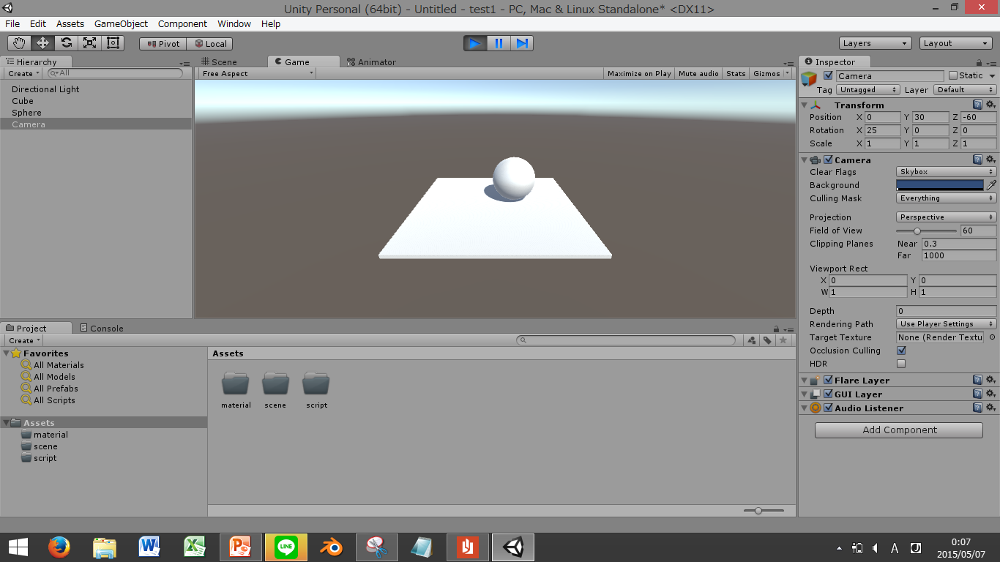 Unity Personal (64bit) - Untitled - test1 - PC, Mac & Linux Standalone* <DX11>
File Edit Assets GameObject Component Window Help
Pivot Local Layers Layout
Hierarchy
Create All
Directional Light
Cube
Sphere
Camera
Scene Game Animator
Free Aspect Maximize on Play Mute audio Stats Gizmos
Inspector
Camera Static
Tag Untagged Layer Default
Transform
Position X 0 Y 30 Z -60
Rotation X 25 Y 0 Z 0
Scale X 1 Y 1 Z 1
Camera
Clear Flags Skybox
Background
Culling Mask Everything
Projection Perspective
Field of View 60
Clipping Planes Near 0.3
Far 1000
Viewport Rect
X 0 Y 0
W 1 H 1
Depth 0
Rendering Path Use Player Settings
Target Texture None (Render Textu
Occlusion Culling
HDR
Flare Layer
GUI Layer
Audio Listener
Add Component
Project Console
Create
Favorites
All Materials
All Models
All Prefabs
All Scripts
Assets
material
scene
script
Assets
material scene script
LINE
A
0:07
2015/05/07